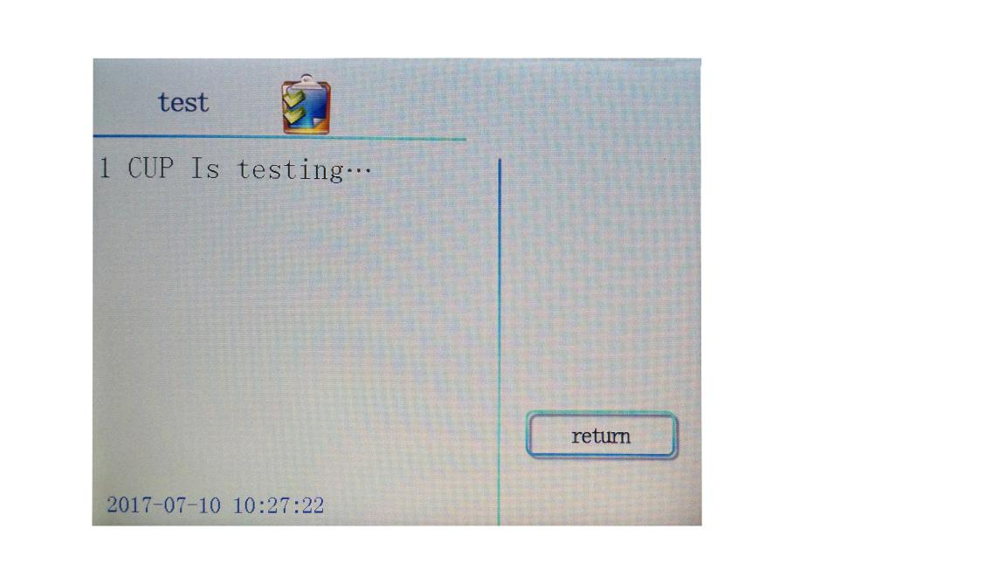 test
1 CUP Is testing…
return
2017-07-10 10:27:22